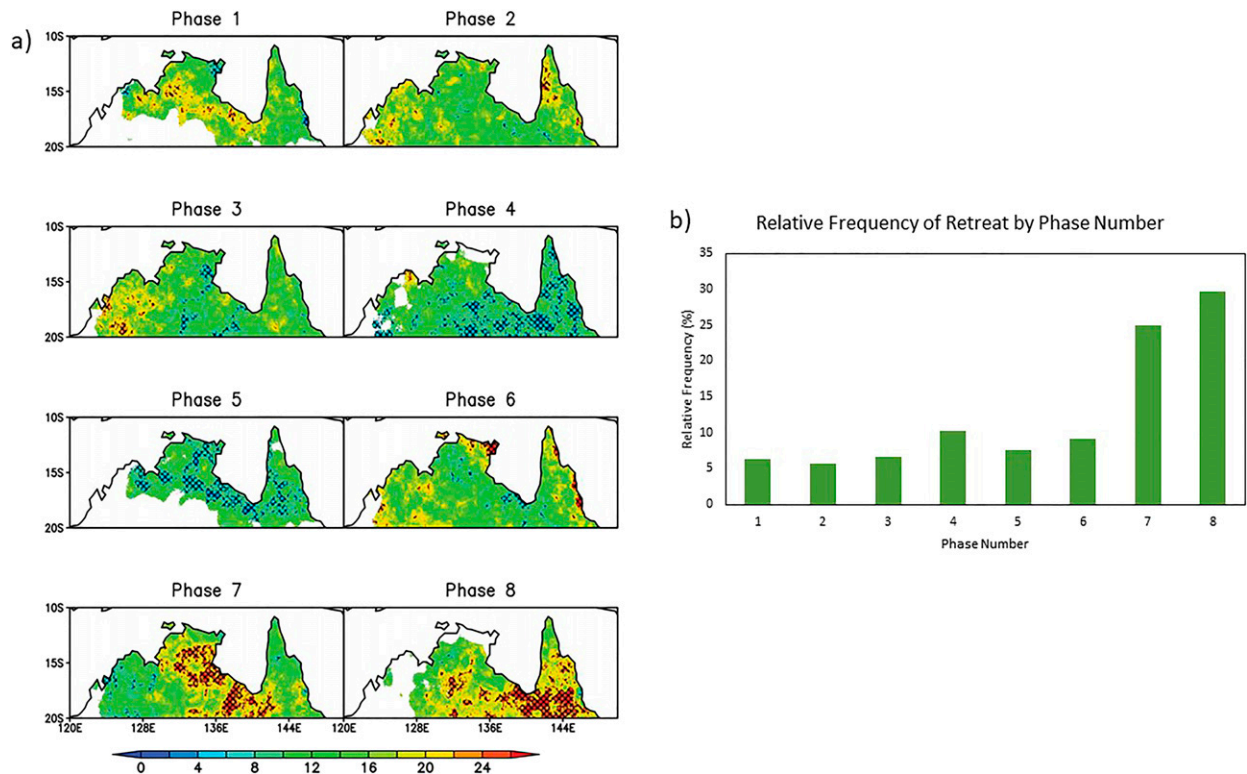 a)
Phase 1
Phase 2
10S
15S
20S
Phase 3
Phase 4
10S
15S
20S
Phase 5
Phase 6
10S
15S
20S
Phase 7
Phase 8
10S
15S
20S
120E 128E 136E 144E 120E 128E 136E 144E
0 4 8 12 16 20 24
b)
Relative Frequency of Retreat by Phase Number
Relative Frequency (%)
35
30
25
20
15
10
5
0
1 2 3 4 5 6 7 8
Phase Number